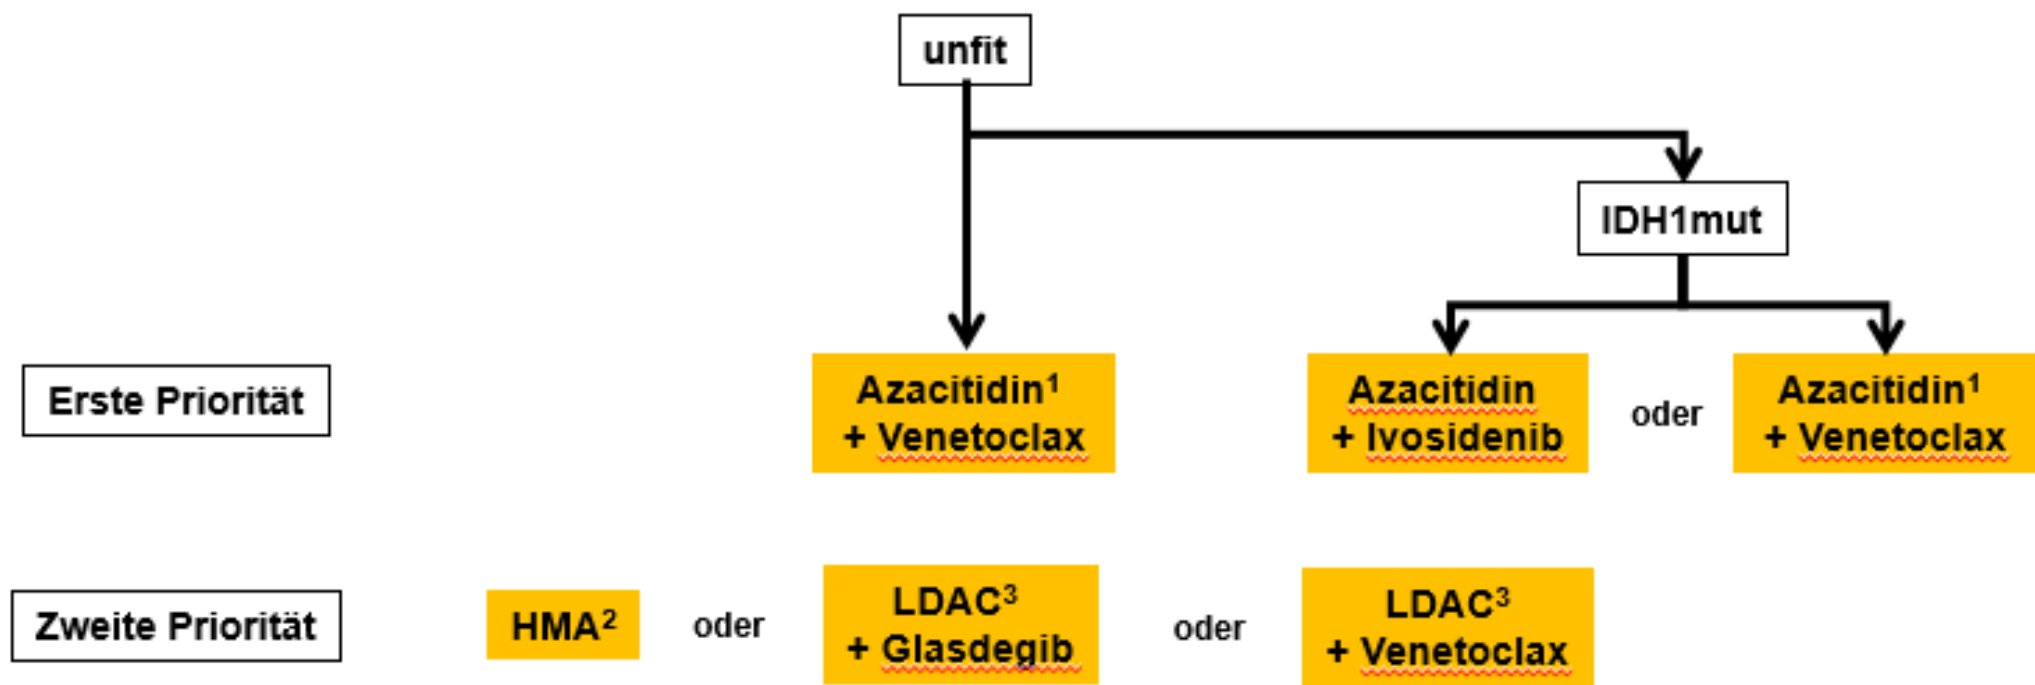 unfit
IDH1mut
Erste Priorität
Azacitidin¹
+ Venetoclax
Azacitidin
+ Ivosidenib
oder
Azacitidin¹
+ Venetoclax
Zweite Priorität
HMA²
oder
LDAC³
+ Glasdegib
oder
LDAC³
+ Venetoclax